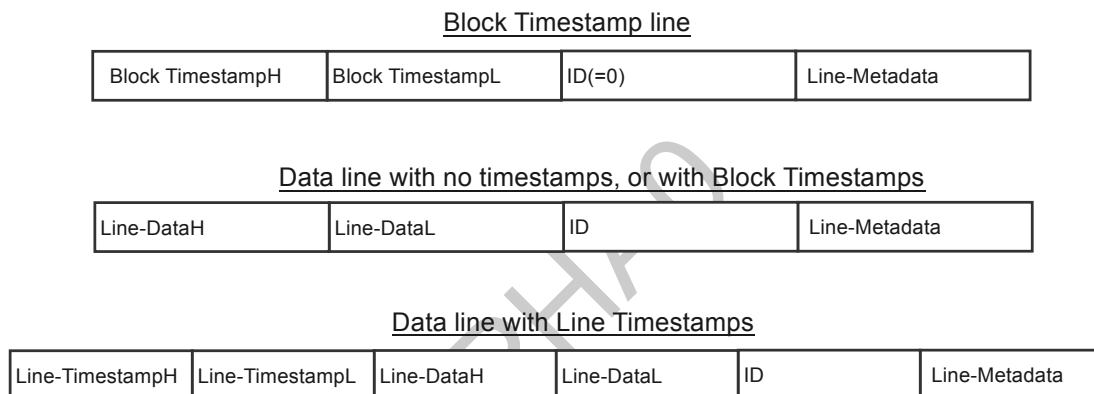 Block Timestamp line
Block TimestampH Block TimestampL ID(=0) Line-Metadata
Data line with no timestamps, or with Block Timestamps
Line-DataH Line-DataL ID Line-Metadata
Data line with Line Timestamps
Line-TimestampH Line-TimestampL Line-DataH Line-DataL ID Line-Metadata